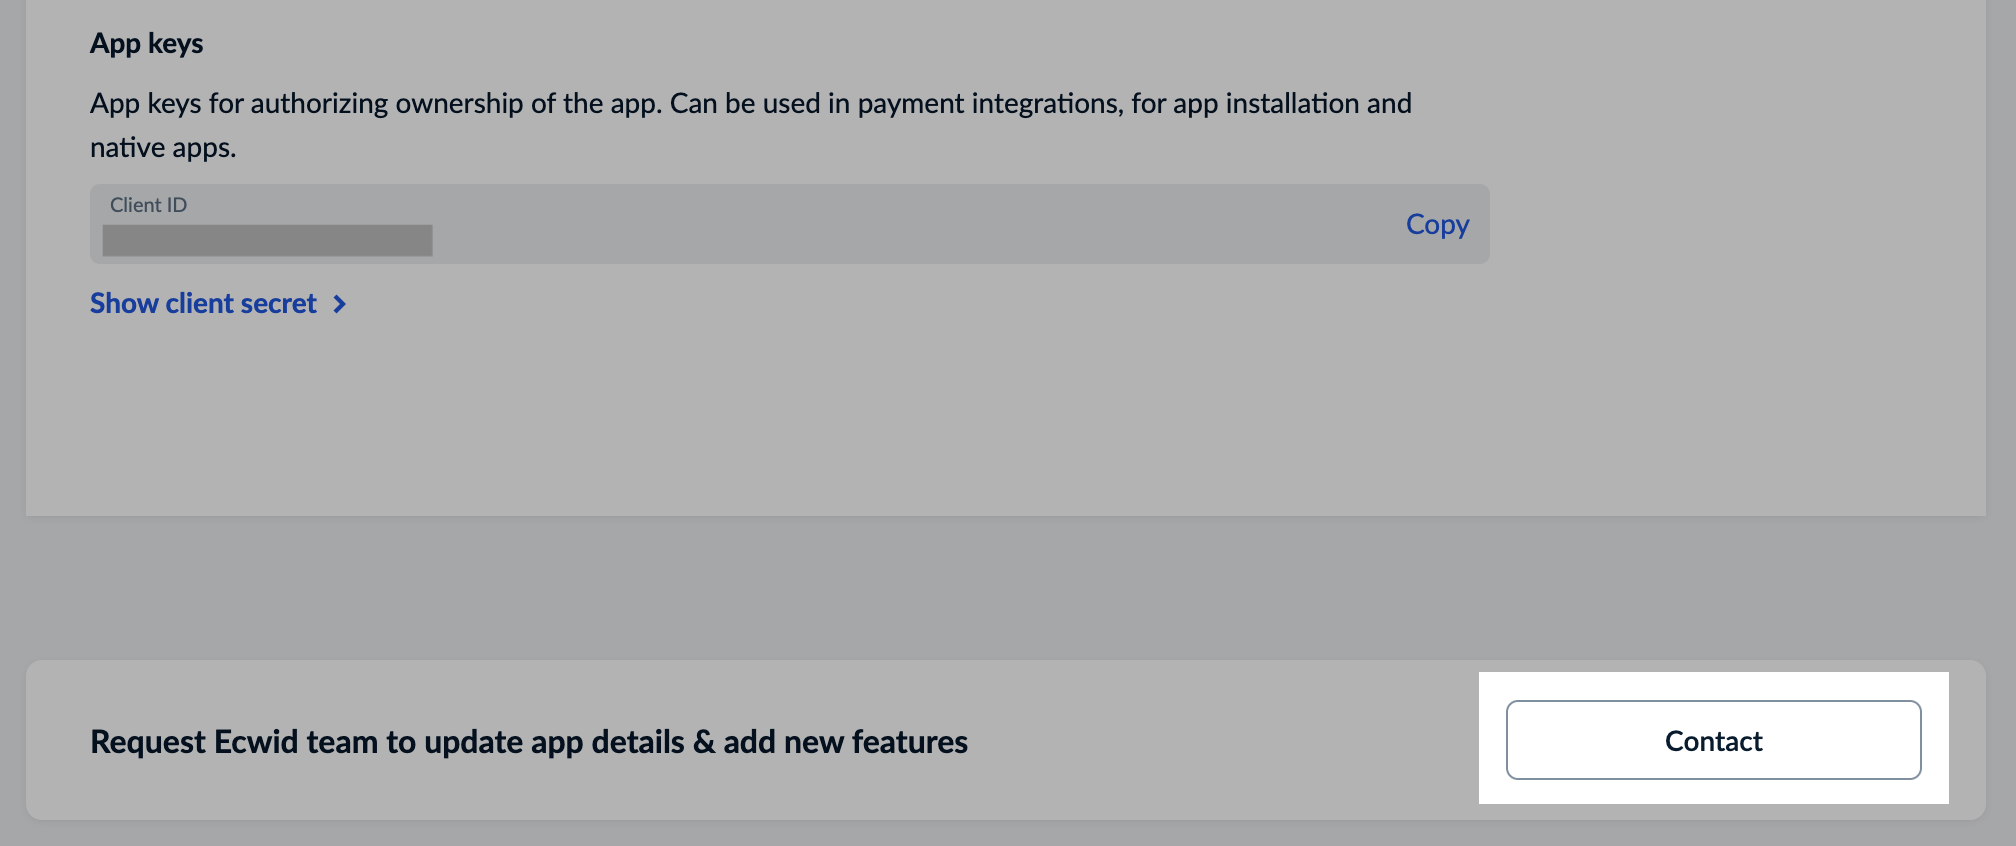 App keys
App keys for authorizing ownership of the app. Can be used in payment integrations, for app installation and
native apps.
Client ID
Copy
Show client secret
Request Ecwid team to update app details & add new features
Contact